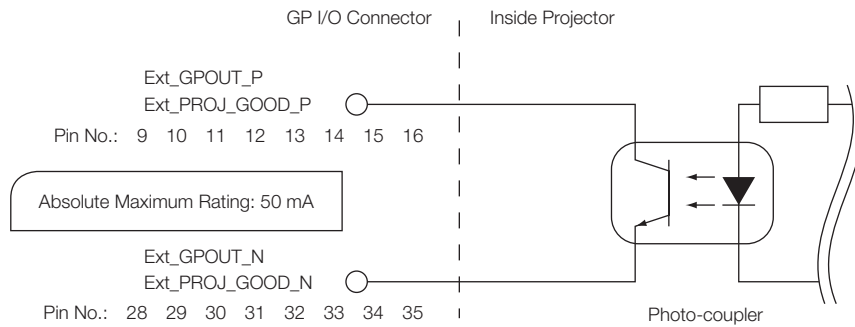 GP I/O Connector
Inside Projector
Ext_GPOUT_P
Ext_PROJ_GOOD_P
Pin No.: 9 10 11 12 13 14 15 16
Absolute Maximum Rating: 50 mA
Ext_GPOUT_N
Ext_PROJ_GOOD_N
Pin No.: 28 29 30 31 32 33 34 35
Photo-coupler